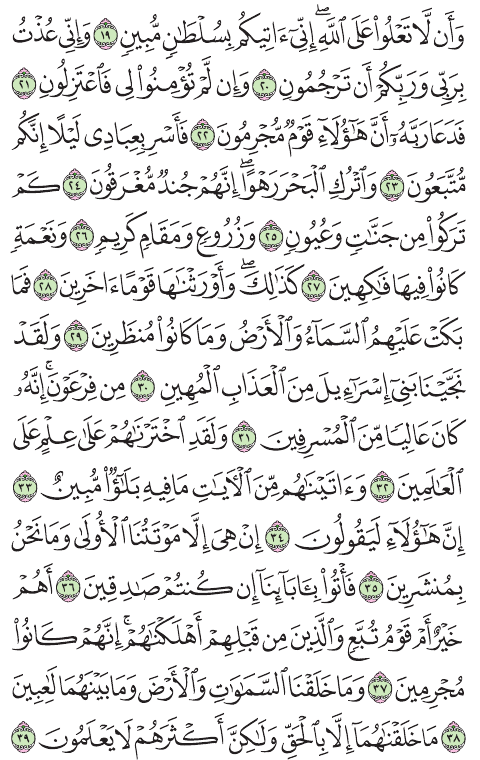 وَأَن لَّا تَعْلُوا۟ عَلَى ٱللَّهِ ۖ إِنِّىٓ ءَاتِيكُم بِسُلْطَٰنٍ مُّبِينٍ ١٩ وَإِنِّى عُذْتُ
بِرَبِّى وَرَبِّكُمْ أَن تَرْجُمُونِ ٢٠ وَإِن لَّمْ تُؤْمِنُوا۟ لِى فَٱعْتَزِلُونِ ٢١
فَدَعَا رَبَّهُۥٓ أَنَّ هَٰٓؤُلَآءِ قَوْمٌ مُّجْرِمُونَ ٢٢ فَأَسْرِ بِعِبَادِى لَيْلًا إِنَّكُم
مُّتَّبَعُونَ ٢٣ وَٱتْرُكِ ٱلْبَحْرَ رَهْوًا ۖ إِنَّهُمْ جُندٌ مُّغْرَقُونَ ٢٤ كَمْ
تَرَكُوا۟ مِن جَنَّٰتٍ وَعُيُونٍ ٢٥ وَزُرُوعٍ وَمَقَامٍ كَرِيمٍ ٢٦ وَنَعْمَةٍ
كَانُوا۟ فِيهَا فَٰكِهِينَ ٢٧ كَذَٰلِكَ ۖ وَأَوْرَثْنَٰهَا قَوْمًا ءَاخَرِينَ ٢٨ فَمَا
بَكَتْ عَلَيْهِمُ ٱلسَّمَآءُ وَٱلْأَرْضُ وَمَا كَانُوا۟ مُنظَرِينَ ٢٩ وَلَقَدْ
نَجَّيْنَا بَنِىٓ إِسْرَٰٓءِيلَ مِنَ ٱلْعَذَابِ ٱلْمُهِينِ ٣٠ مِن فِرْعَوْنَ ۚ إِنَّهُۥ
كَانَ عَالِيًا مِّنَ ٱلْمُسْرِفِينَ ٣١ وَلَقَدِ ٱخْتَرْنَٰهُمْ عَلَىٰ عِلْمٍ عَلَى
ٱلْعَٰلَمِينَ ٣٢ وَءَاتَيْنَٰهُم مِّنَ ٱلْءَايَٰتِ مَا فِيهِ بَلَٰٓؤٌا۟ مُّبِينٌ ٣٣
إِنَّ هَٰٓؤُلَآءِ لَيَقُولُونَ ٣٤ إِنْ هِىَ إِلَّا مَوْتَتُنَا ٱلْأُولَىٰ وَمَا نَحْنُ
بِمُنشَرِينَ ٣٥ فَأْتُوا۟ بِـَٔابَآئِنَآ إِن كُنتُمْ صَٰدِقِينَ ٣٦ أَهُمْ
خَيْرٌ أَمْ قَوْمُ تُبَّعٍ وَٱلَّذِينَ مِن قَبْلِهِمْ ۚ أَهْلَكْنَٰهُمْ ۖ إِنَّهُمْ كَانُوا۟
مُجْرِمِينَ ٣٧ وَمَا خَلَقْنَا ٱلسَّمَٰوَٰتِ وَٱلْأَرْضَ وَمَا بَيْنَهُمَا لَٰعِبِينَ
٣٨ مَا خَلَقْنَٰهُمَآ إِلَّا بِٱلْحَقِّ وَلَٰكِنَّ أَكْثَرَهُمْ لَا يَعْلَمُونَ ٣٩